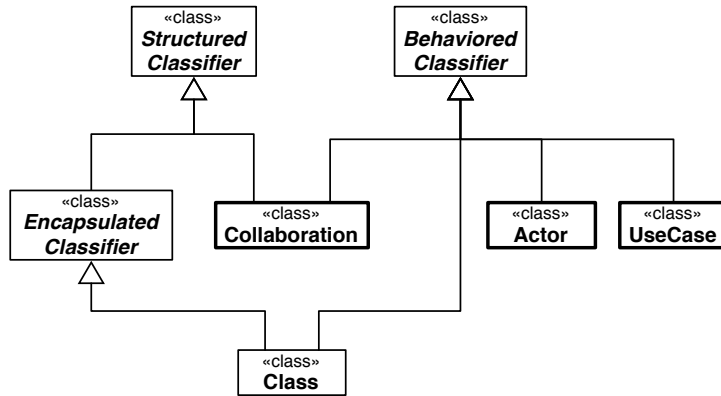 «class»
Structured
Classifier
«class»
Behaviored
Classifier
«class»
Encapsulated
Classifier
«class»
Collaboration
«class»
Actor
«class»
UseCase
«class»
Class